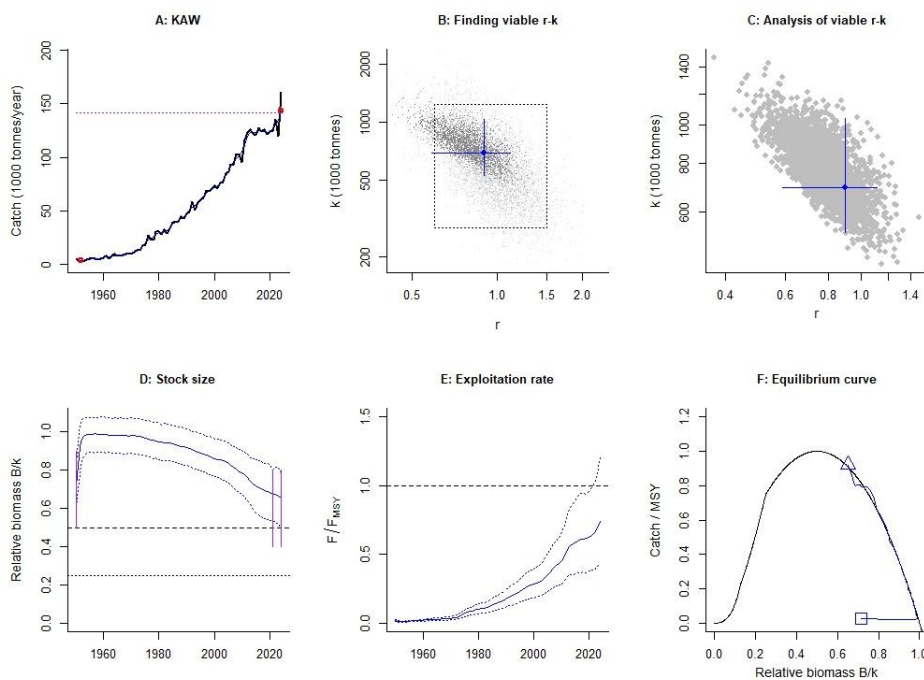 A: KAW
Catch (1000 tonnes/year)
200
150
100
50
0
1960 1980 2000 2020
B: Finding viable r-k
k (1000 tonnes)
2000
1000
500
200
0.5 1.0 1.5 2.0
r
C: Analysis of viable r-k
k (1000 tonnes)
1400
1000
800
600
0.4 0.6 0.8 1.0 1.2 1.4
r
D: Stock size
Relative biomass B/k
1.0
0.8
0.6
0.4
0.2
0.0
1960 1980 2000 2020
E: Exploitation rate
F / FMSY
1.5
1.0
0.5
0.0
1960 1980 2000 2020
F: Equilibrium curve
Catch / MSY
1.2
1.0
0.8
0.6
0.4
0.2
0.0
0.0 0.2 0.4 0.6 0.8 1.0
Relative biomass B/k